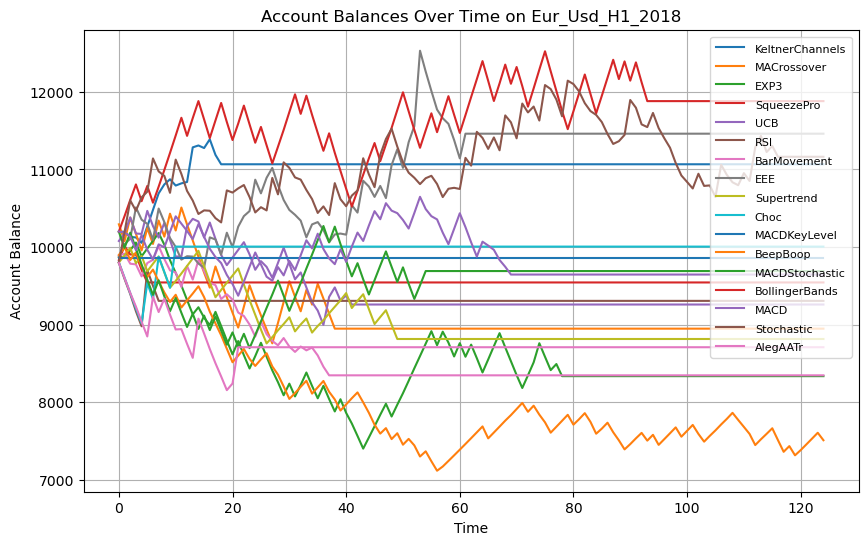 Account Balances Over Time on Eur_Usd_H1_2018
KeltnerChannels
MACrossover
EXP3
SqueezePro
UCB
RSI
BarMovement
EEE
Supertrend
Choc
MACDKeyLevel
BeepBoop
MACDStochastic
BollingerBands
MACD
Stochastic
AlegAATr
Account Balance
12000
11000
10000
9000
8000
7000
0 20 40 60 80 100 120
Time